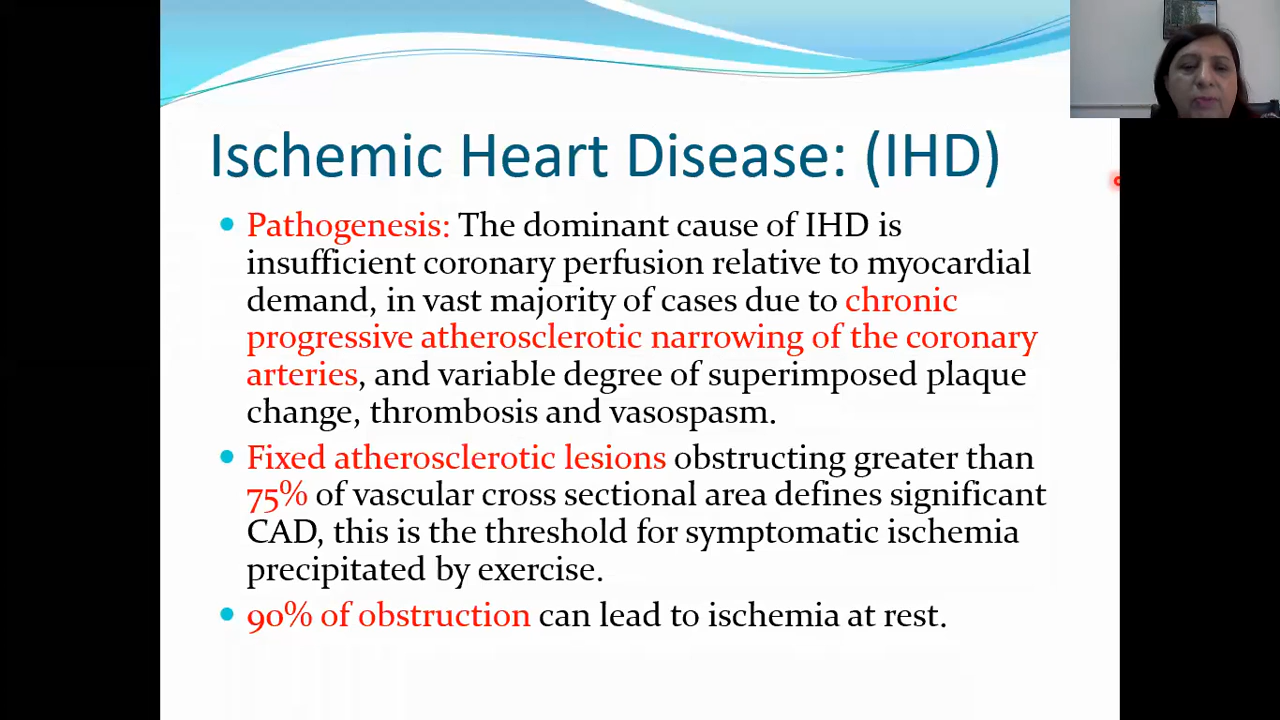 Ischemic Heart Disease: (IHD)
Pathogenesis: The dominant cause of IHD is
insufficient coronary perfusion relative to myocardial
demand, in vast majority of cases due to chronic
progressive atherosclerotic narrowing of the coronary
arteries, and variable degree of superimposed plaque
change, thrombosis and vasospasm.
Fixed atherosclerotic lesions obstructing greater than
75% of vascular cross sectional area defines significant
CAD, this is the threshold for symptomatic ischemia
precipitated by exercise.
90% of obstruction can lead to ischemia at rest.